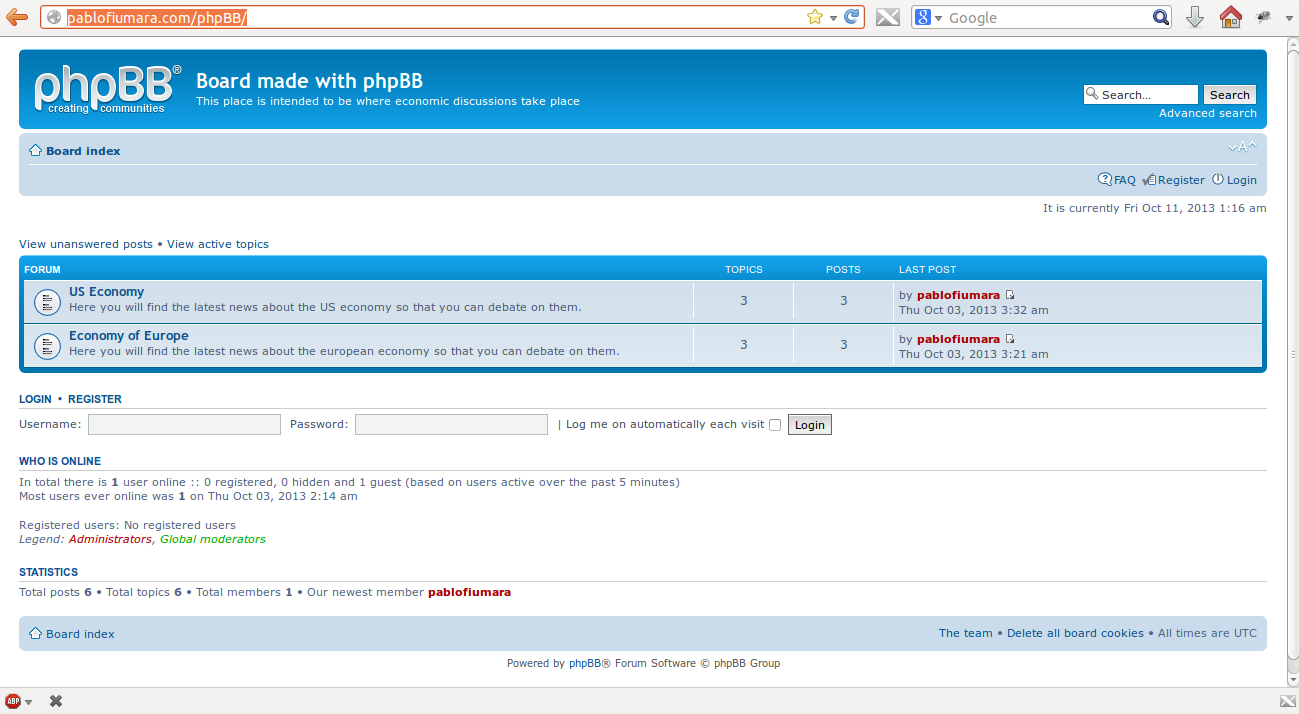 pablofiumara.com/phpBB/
8 Google
phpBB®
creating communities
Board made with phpBB
This place is intended to be where economic discussions take place
Search... Search
Advanced search
Board index
A
FAQ Register Login
It is currently Fri Oct 11, 2013 1:16 am
View unanswered posts • View active topics
FORUM TOPICS POSTS LAST POST
US Economy
Here you will find the latest news about the US economy so that you can debate on them.
3 3
by pablofiumara
Thu Oct 03, 2013 3:32 am
Economy of Europe
Here you will find the latest news about the european economy so that you can debate on them.
3 3
by pablofiumara
Thu Oct 03, 2013 3:21 am
LOGIN • REGISTER
Username: Password: | Log me on automatically each visit Login
WHO IS ONLINE
In total there is 1 user online :: 0 registered, 0 hidden and 1 guest (based on users active over the past 5 minutes)
Most users ever online was 1 on Thu Oct 03, 2013 2:14 am
Registered users: No registered users
Legend: Administrators, Global moderators
STATISTICS
Total posts 6 • Total topics 6 • Total members 1 • Our newest member pablofiumara
Board index
The team • Delete all board cookies • All times are UTC
Powered by phpBB® Forum Software © phpBB Group
ABP